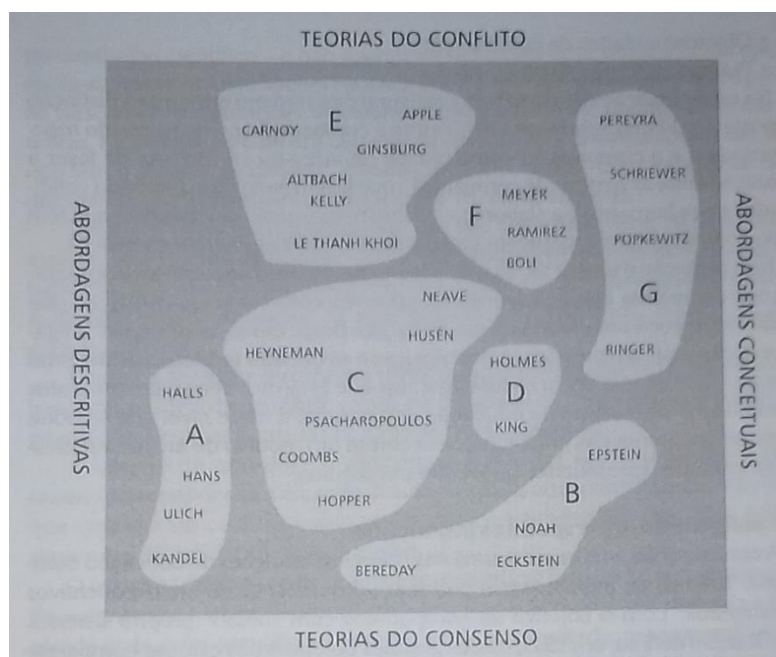 TEORIAS DO CONFLITO
ABORDAGENS DESCRITIVAS
CARNOY
E
APPLE
GINSBURG
ALTBACH
KELLY
LE THANH KHOI
F
MEYER
RAMIREZ
BOLI
PEREYRA
SCHRIEWER
POPKEWITZ
G
RINGER
NEAVE
HUSÉN
HEYNEMAN
C
PSACHAROPOULOS
COOMBS
HOPPER
HOLMES
D
KING
HALLS
A
HANS
ULICH
KANDEL
EPSTEIN
B
NOAH
ECKSTEIN
BEREDAY
ABORDAGENS CONCEITUAIS
TEORIAS DO CONSENSO